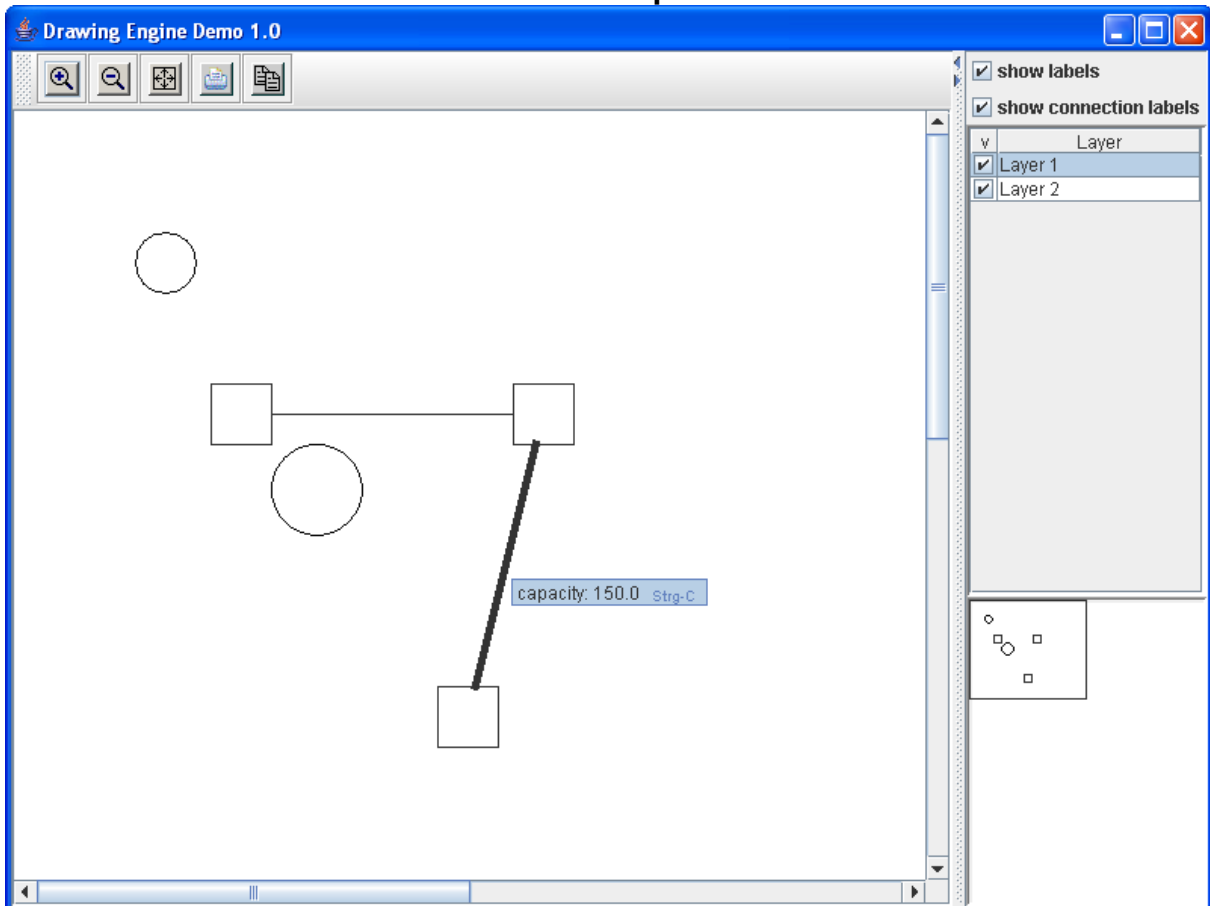 Drawing Engine Demo 1.0
show labels
show connection labels
v Layer
Layer 1
Layer 2
capacity: 150.0 Strg-C